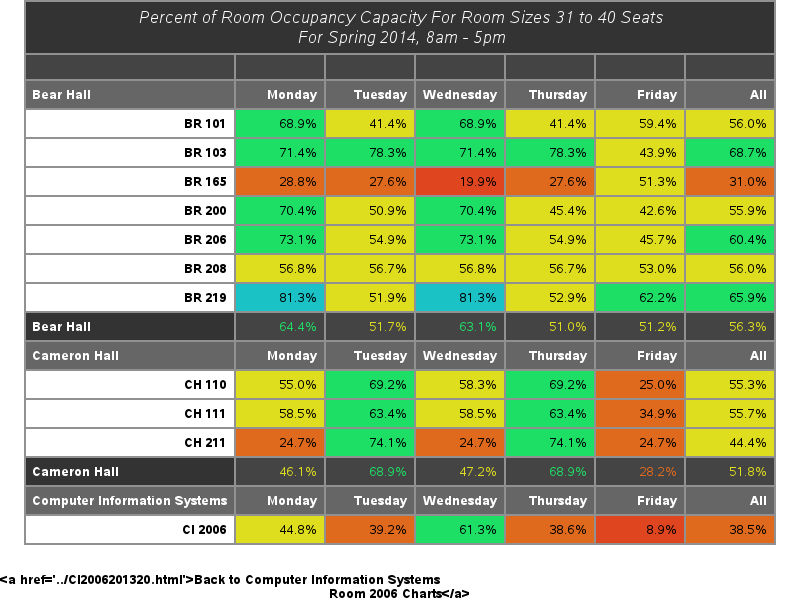 Percent of Room Occupancy Capacity For Room Sizes 31 to 40 Seats
For Spring 2014, 8am - 5pm
Bear Hall Monday Tuesday Wednesday Thursday Friday All
BR 101 68.9% 41.4% 68.9% 41.4% 59.4% 56.0%
BR 103 71.4% 78.3% 71.4% 78.3% 43.9% 68.7%
BR 165 28.8% 27.6% 19.9% 27.6% 51.3% 31.0%
BR 200 70.4% 50.9% 70.4% 45.4% 42.6% 55.9%
BR 206 73.1% 54.9% 73.1% 54.9% 45.7% 60.4%
BR 208 56.8% 56.7% 56.8% 56.7% 53.0% 56.0%
BR 219 81.3% 51.9% 81.3% 52.9% 62.2% 65.9%
Bear Hall 64.4% 51.7% 63.1% 51.0% 51.2% 56.3%
Cameron Hall Monday Tuesday Wednesday Thursday Friday All
CH 110 55.0% 69.2% 58.3% 69.2% 25.0% 55.3%
CH 111 58.5% 63.4% 58.5% 63.4% 34.9% 55.7%
CH 211 24.7% 74.1% 24.7% 74.1% 24.7% 44.4%
Cameron Hall 46.1% 68.9% 47.2% 68.9% 28.2% 51.8%
Computer Information Systems Monday Tuesday Wednesday Thursday Friday All
CI 2006 44.8% 39.2% 61.3% 38.6% 8.9% 38.5%
<a href='../CI2006201320.html'>Back to Computer Information Systems
Room 2006 Charts</a>